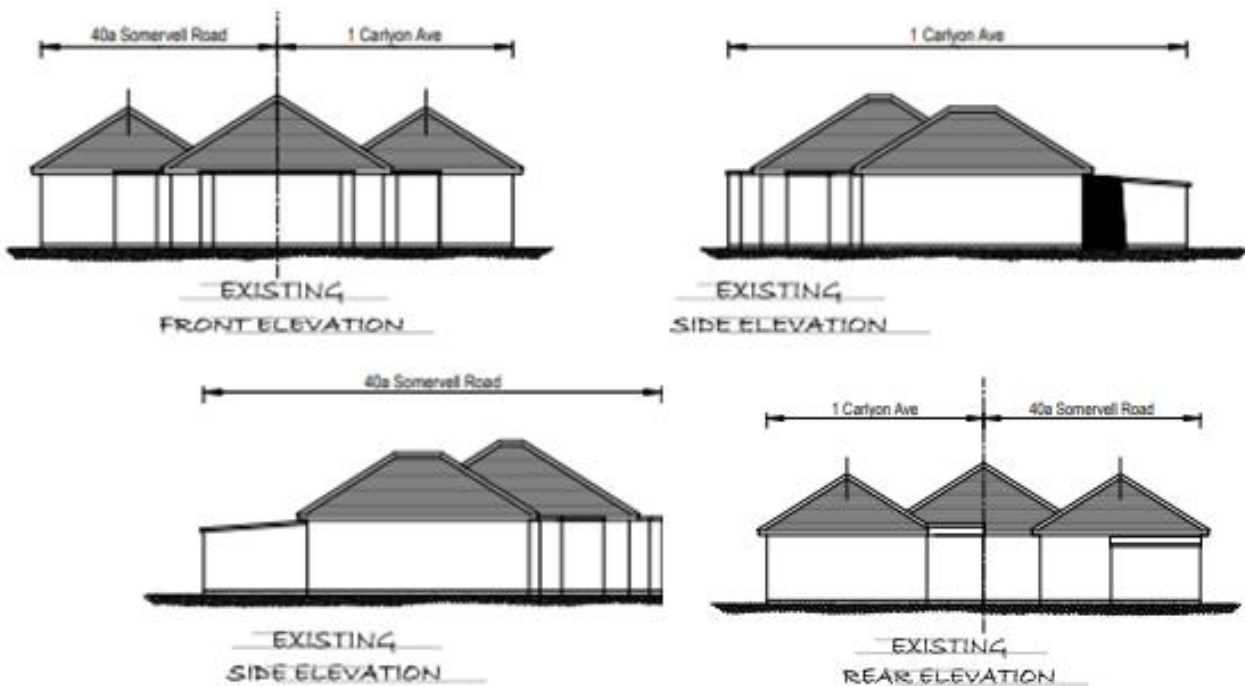 40a Somervell Road
1 Carlyon Ave
EXISTING
FRONT ELEVATION
1 Carlyon Ave
EXISTING
SIDE ELEVATION
40a Somervell Road
EXISTING
SIDE ELEVATION
1 Carlyon Ave
40a Somervell Road
EXISTING
REAR ELEVATION